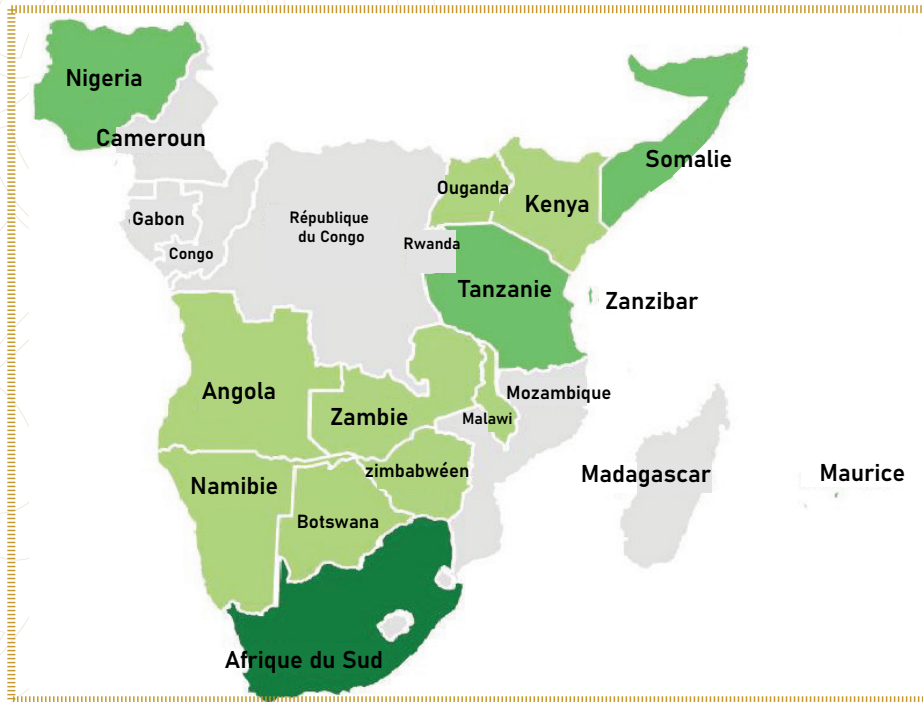 Nigeria
Cameroun
Somalie
Ouganda
Kenya
Gabon
République
du Congo
Rwanda
Congo
Tanzanie
Zanzibar
Angola
Zambie
Mozambique
Malawi
zimbabwéen
Madagascar
Maurice
Namibie
Botswana
Afrique du Sud